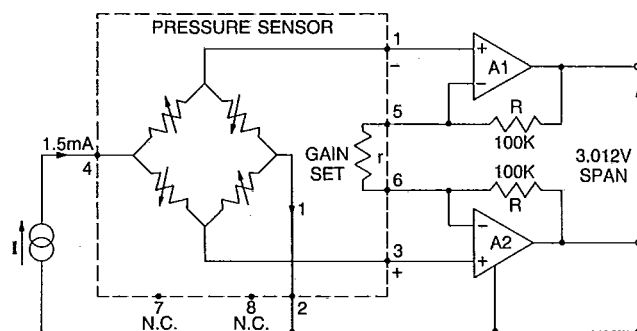 PRESSURE SENSOR
1
−
+
A1
−
5
R
100K
1.5mA
4
GAIN
SET
r
3.012V
SPAN
6
100K
R
I
1
−
A2
+
3
+
7
N.C.
8
N.C.
2